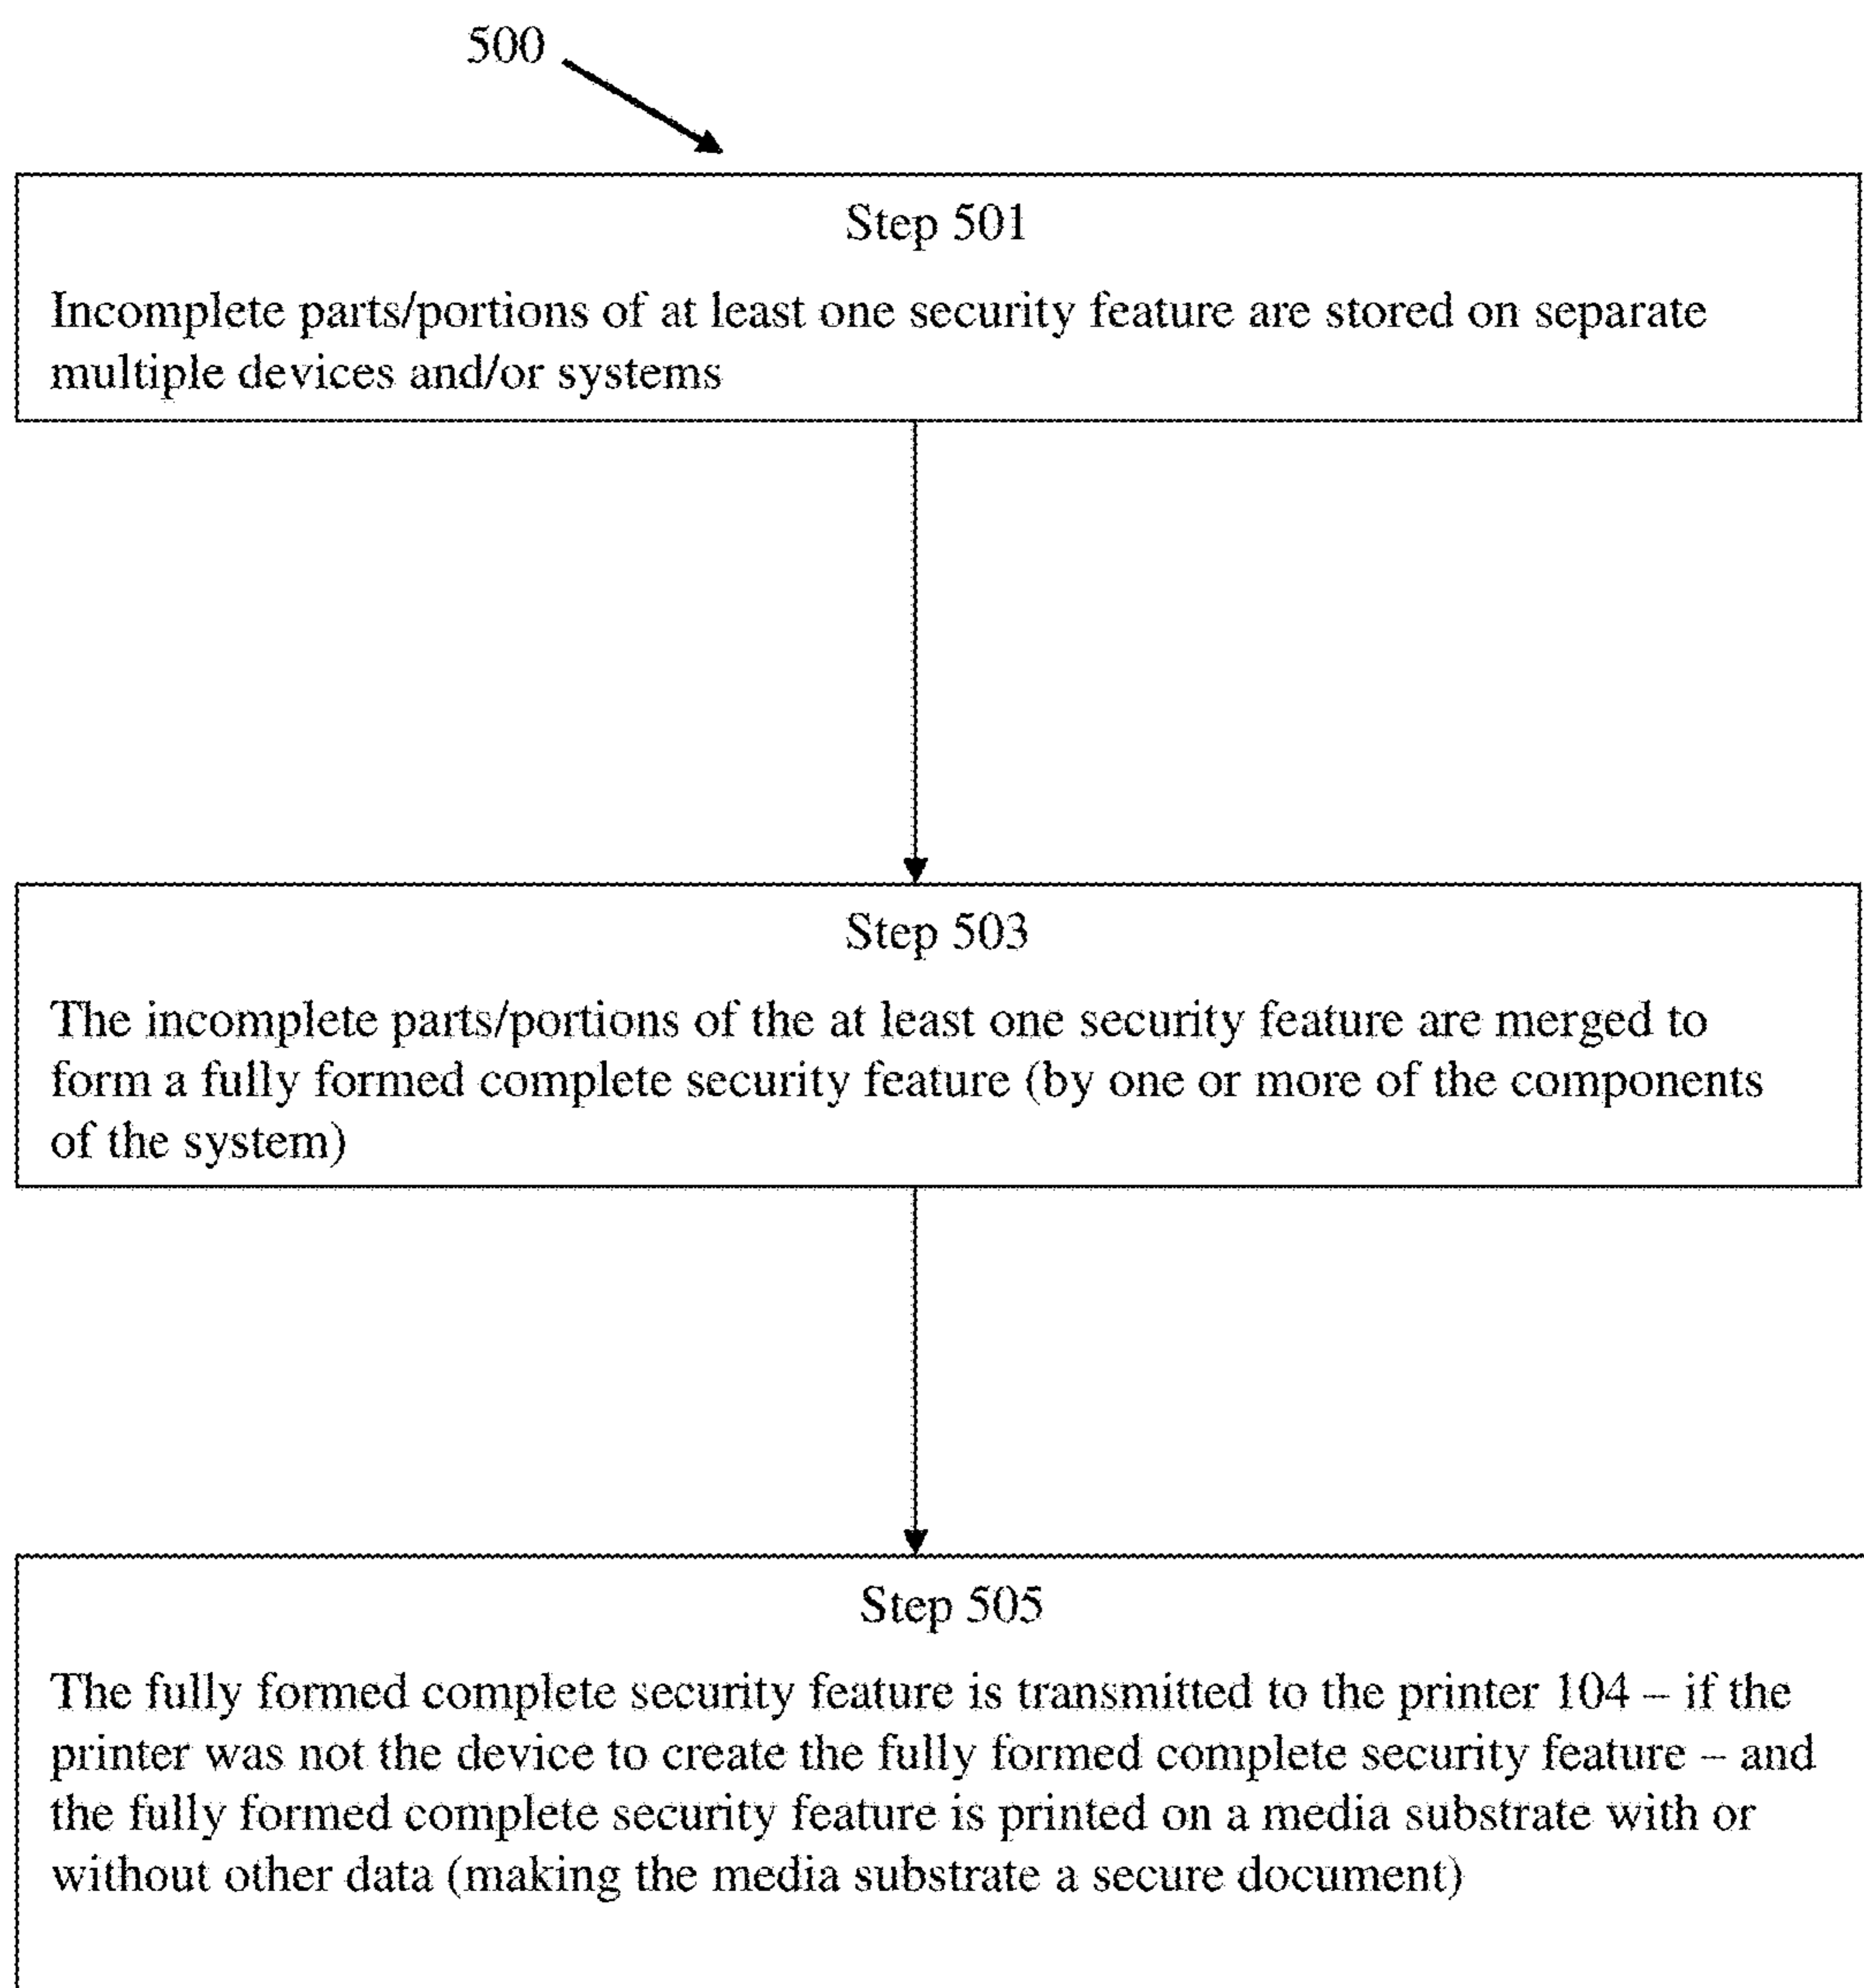 500
Step 501
Incomplete parts/portions of at least one security feature are stored on separate
multiple devices and/or systems
Step 503
The incomplete parts/portions of the at least one security feature are merged to
form a fully formed complete security feature (by one or more of the components
of the system)
Step 505
The fully formed complete security feature is transmitted to the printer 104 – if the
printer was not the device to create the fully formed complete security feature – and
the fully formed complete security feature is printed on a media substrate with or
without other data (making the media substrate a secure document)